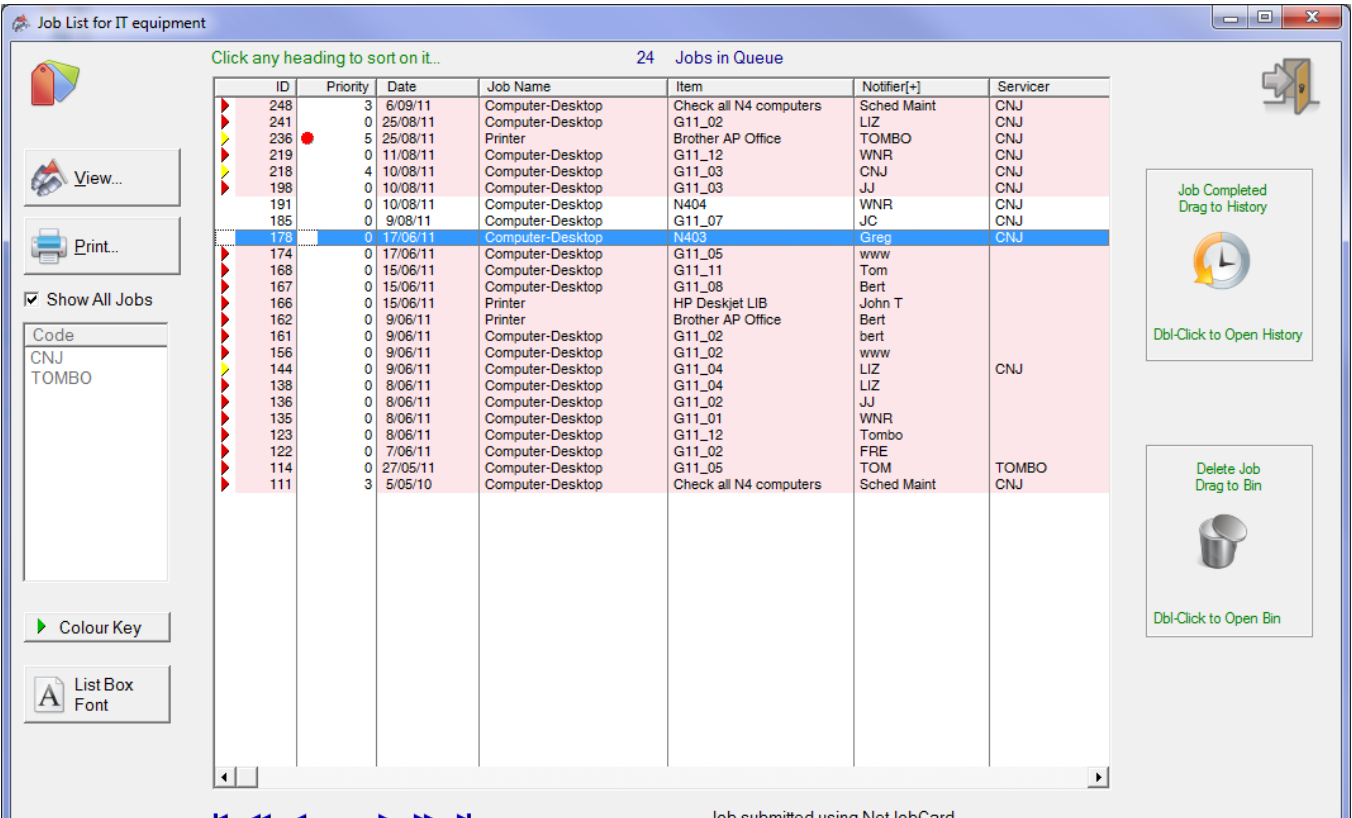 Job List for IT equipment
Click any heading to sort on it... 24 Jobs in Queue
ID Priority Date Job Name Item Notifier[+] Servicer
248 3 6/09/11 Computer-Desktop Check all N4 computers Sched Maint CNJ
241 0 25/08/11 Computer-Desktop G11_02 LIZ CNJ
236 5 25/08/11 Printer Brother AP Office TOMBO CNJ
219 0 11/08/11 Computer-Desktop G11_12 WNR CNJ
218 4 10/08/11 Computer-Desktop G11_03 CNJ CNJ
198 0 10/08/11 Computer-Desktop G11_03 JJ CNJ
191 0 10/08/11 Computer-Desktop N404 WNR CNJ
185 0 9/08/11 Computer-Desktop G11_07 JC CNJ
178 0 17/06/11 Computer-Desktop N403 Greg CNJ
174 0 17/06/11 Computer-Desktop G11_05 www
168 0 15/06/11 Computer-Desktop G11_11 Tom
167 0 15/06/11 Computer-Desktop G11_08 Bert
166 0 15/06/11 Printer HP Deskjet LIB John T
162 0 9/06/11 Printer Brother AP Office Bert
161 0 9/06/11 Computer-Desktop G11_02 bert
156 0 9/06/11 Computer-Desktop G11_02 www
144 0 9/06/11 Computer-Desktop G11_04 LIZ CNJ
138 0 8/06/11 Computer-Desktop G11_04 LIZ
136 0 8/06/11 Computer-Desktop G11_02 JJ
135 0 8/06/11 Computer-Desktop G11_01 WNR
123 0 8/06/11 Computer-Desktop G11_12 Tombo
122 0 7/06/11 Computer-Desktop G11_02 FRE
114 0 27/05/11 Computer-Desktop G11_05 TOM TOMBO
111 3 5/05/10 Computer-Desktop Check all N4 computers Sched Maint CNJ
View...
Print...
Show All Jobs
Code
CNJ
TOMBO
Colour Key
A List Box
Font
Job Completed
Drag to History
Dbl-Click to Open History
Delete Job
Drag to Bin
Dbl-Click to Open Bin
Job submitted using NetJobCard